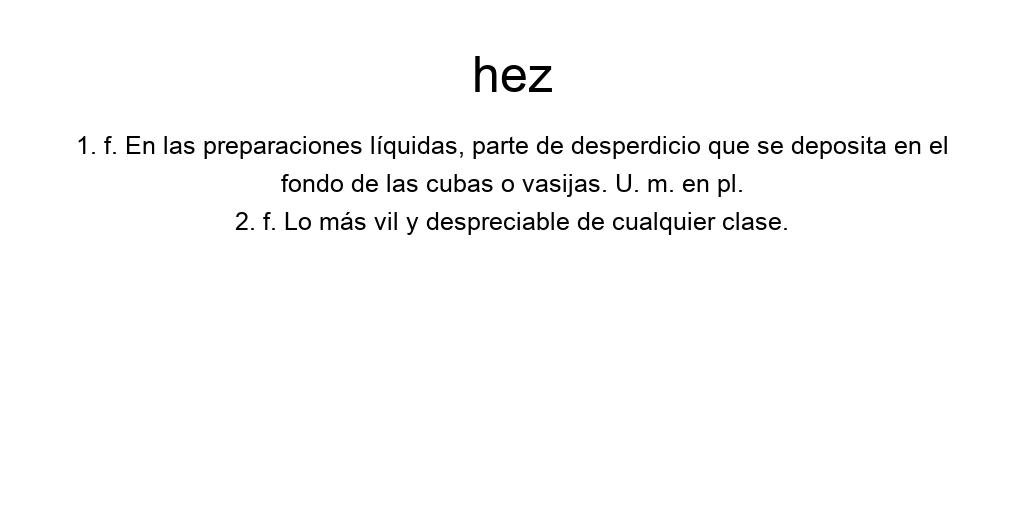 hez
1. f. En las preparaciones líquidas, parte de desperdicio que se deposita en el
fondo de las cubas o vasijas. U. m. en pl.
2. f. Lo más vil y despreciable de cualquier clase.